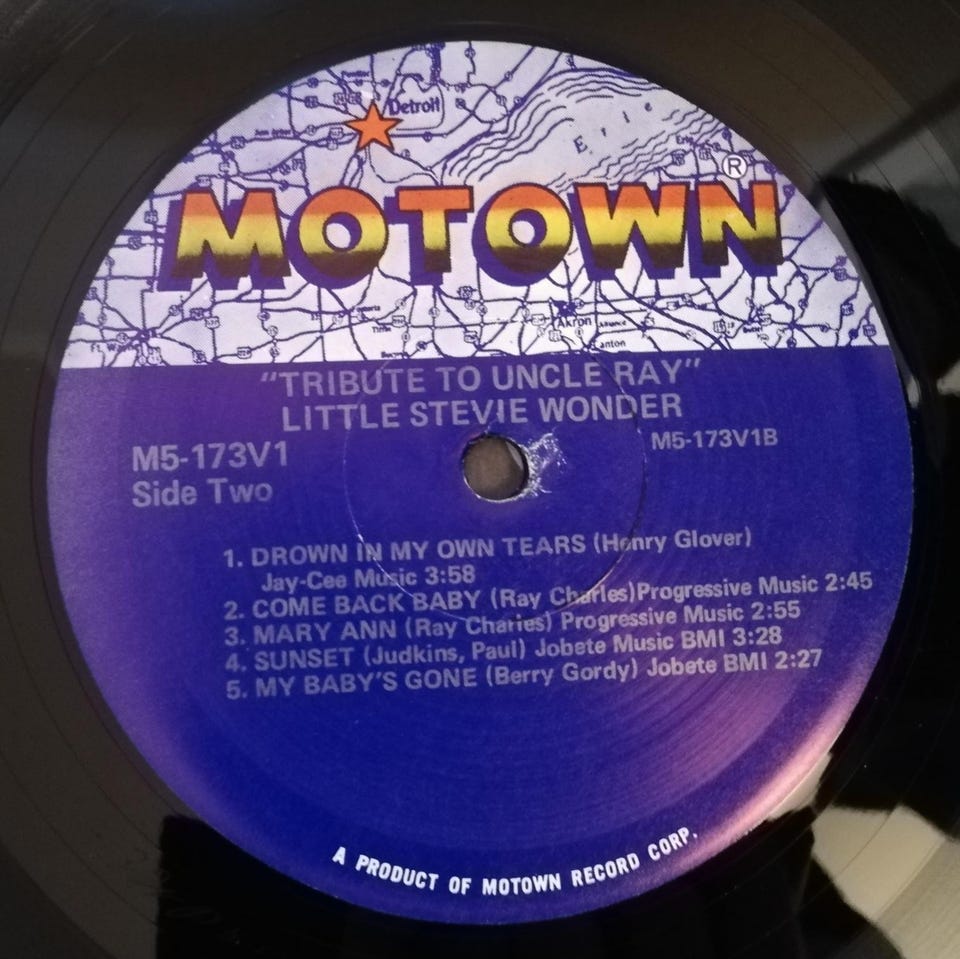 Detroit
Erie
®
MOTOWN
Akron
"TRIBUTE TO UNCLE RAY"
LITTLE STEVIE WONDER
M5-173V1
M5-173V1B
Side Two
1. DROWN IN MY OWN TEARS (Henry Glover)
Jay-Cee Music 3:58
2. COME BACK BABY (Ray Charles)Progressive Music 2:45
3. MARY ANN (Ray Charles) Progressive Music 2:55
4. SUNSET (Judkins, Paul) Jobete Music BMI 3:28
5. MY BABY'S GONE (Berry Gordy) Jobete BMI 2:27
A PRODUCT OF MOTOWN RECORD CORP.